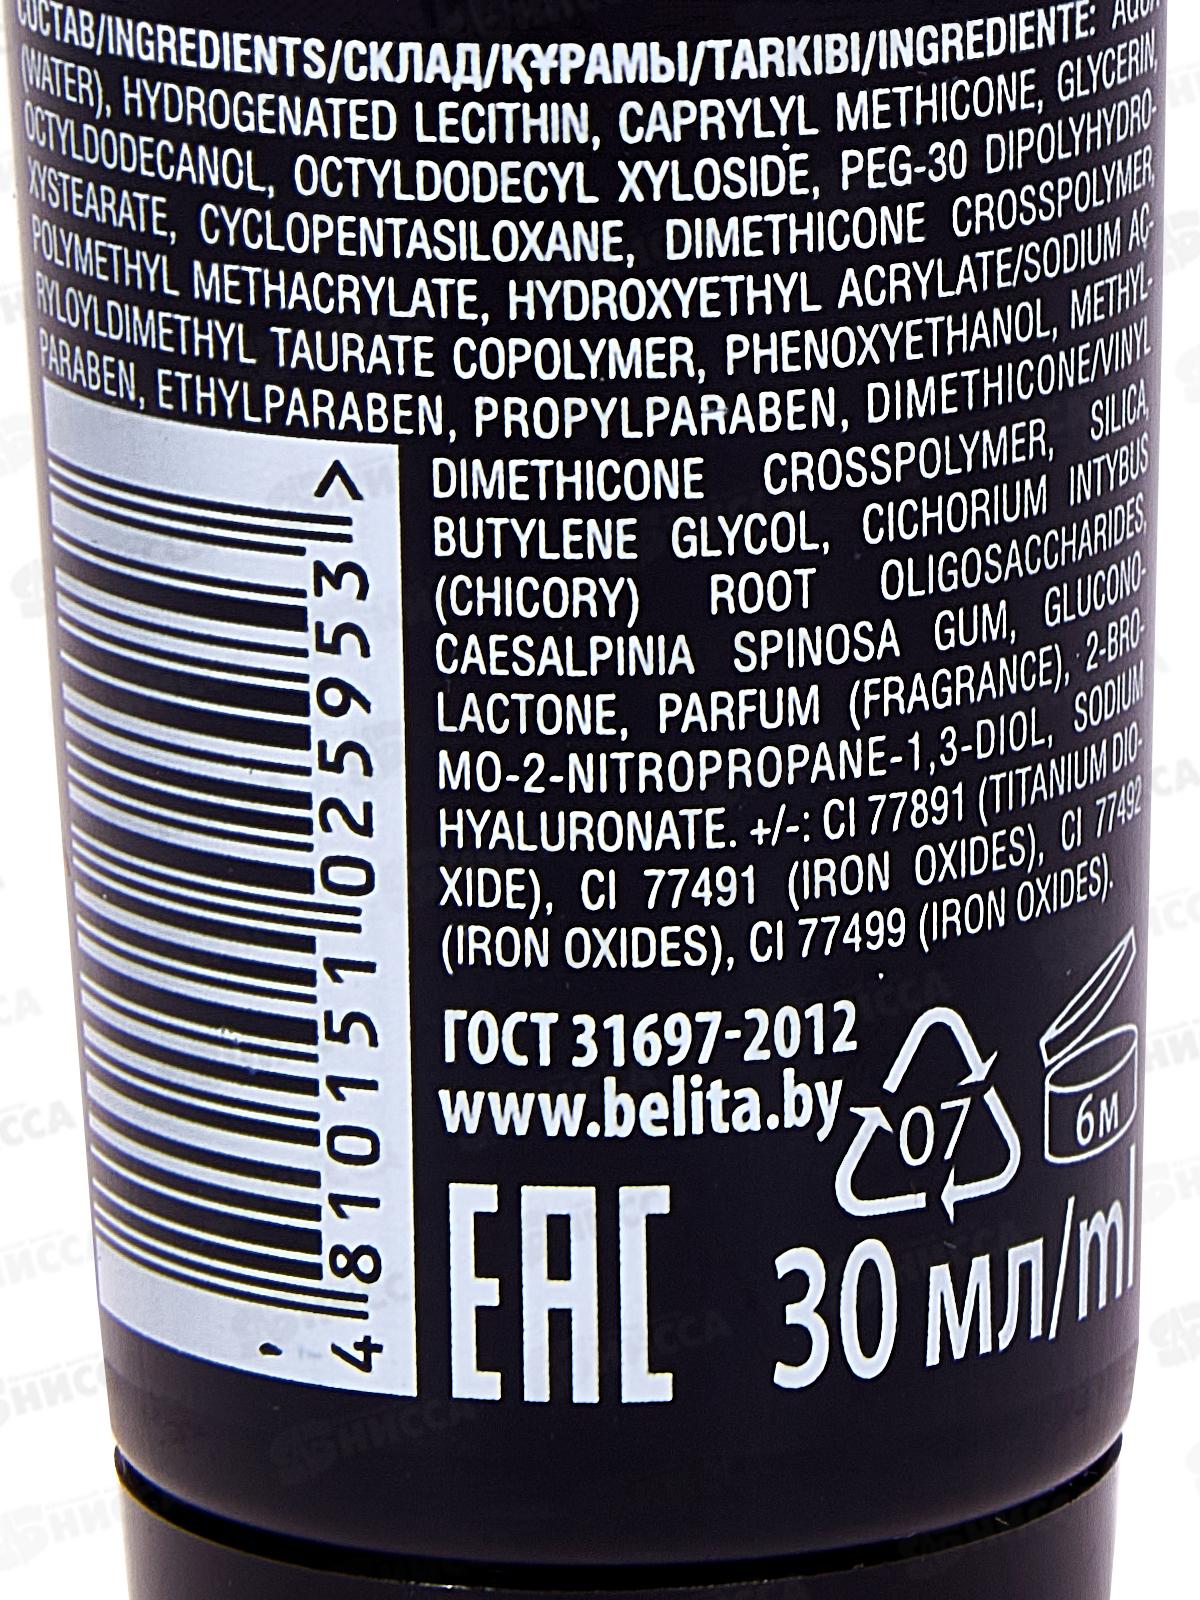 СОСТАВ/INGREDIENTS/СКЛАД/ҚҰРАМЫ/TARKIBI/INGREDIENTE: AQUA
(WATER), HYDROGENATED LECITHIN, CAPRYLYL METHICONE, GLYCERIN,
OCTYLDODECANOL, OCTYLDODECYL XYLOSIDE, PEG-30 DIPOLYHYDRO-
XYSTEARATE, CYCLOPENTASILOXANE, DIMETHICONE CROSSPOLYMER,
POLYMETHYL METHACRYLATE, HYDROXYETHYL ACRYLATE/SODIUM AC-
RYLOYLDIMETHYL TAURATE COPOLYMER, PHENOXYETHANOL, METHYL-
PARABEN, ETHYLPARABEN, PROPYLPARABEN, DIMETHICONE/VINYL
DIMETHICONE CROSSPOLYMER, SILICA,
BUTYLENE GLYCOL, CICHORIUM INTYBUS
(CHICORY) ROOT OLIGOSACCHARIDES,
CAESALPINIA SPINOSA GUM, GLUCONO-
LACTONE, PARFUM (FRAGRANCE), 2-BRO-
MO-2-NITROPROPANE-1,3-DIOL, SODIUM
HYALURONATE. +/-: CI 77891 (TITANIUM DIO-
XIDE), CI 77491 (IRON OXIDES), CI 77492
(IRON OXIDES), CI 77499 (IRON OXIDES).
4810151025953>
ГОСТ 31697-2012
www.belita.by
07
6м
EAC
30 мл/ml